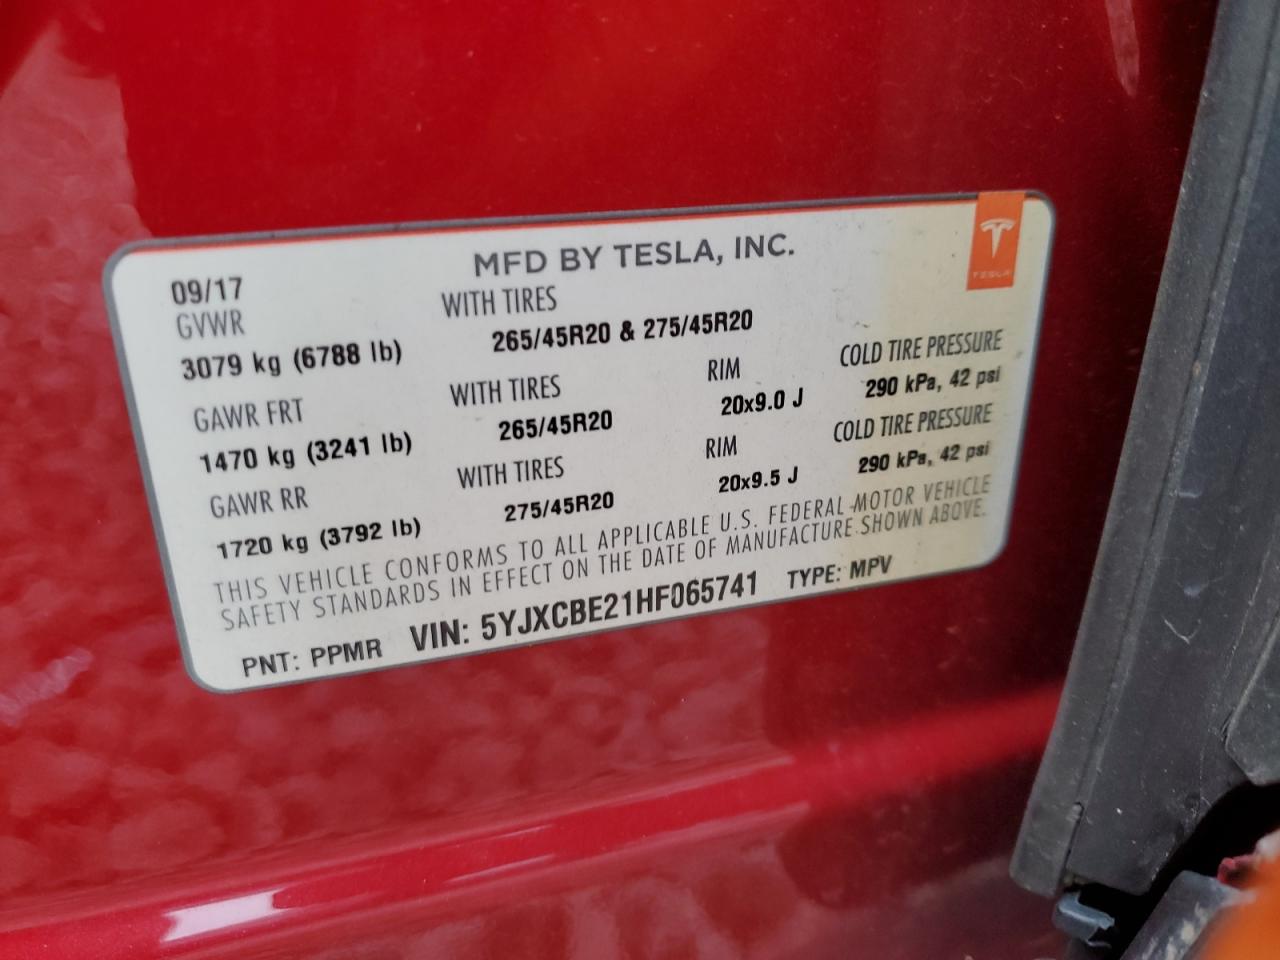 MFD BY TESLA, INC.
TESLA
09/17
GVWR WITH TIRES
3079 kg (6788 lb) 265/45R20 & 275/45R20
GAWR FRT WITH TIRES RIM COLD TIRE PRESSURE
1470 kg (3241 lb) 265/45R20 20x9.0 J 290 kPa, 42 psi
GAWR RR WITH TIRES RIM COLD TIRE PRESSURE
1720 kg (3792 lb) 275/45R20 20x9.5 J 290 kPa, 42 psi
THIS VEHICLE CONFORMS TO ALL APPLICABLE U.S. FEDERAL MOTOR VEHICLE
SAFETY STANDARDS IN EFFECT ON THE DATE OF MANUFACTURE SHOWN ABOVE.
PNT: PPMR VIN: 5YJXCBE21HF065741 TYPE: MPV